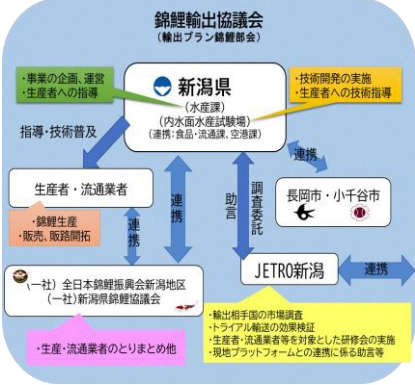 錦鯉輸出協議会
(輸出プラン錦鯉部会)
・事業の企画、運営
・生産者への指導
新潟県
(水産課)
(内水面水産試験場)
(連携：食品・流通課、空港課)
・技術開発の実施
・生産者への技術指導
指導・技術普及
連携
生産者・流通業者
・錦鯉生産
・販売、販路開拓
連携
連携
助言
調査委託
長岡市・小千谷市
(一社) 全日本錦鯉振興会新潟地区
(一社)新潟県錦鯉協議会
JETRO新潟
連携
・生産・流通業者のとりまとめ他
・輸出相手国の市場調査
・トライアル輸送の効果検証
・生産者・流通業者等を対象とした研修会の実施
・現地プラットフォームとの連携に係る助言等